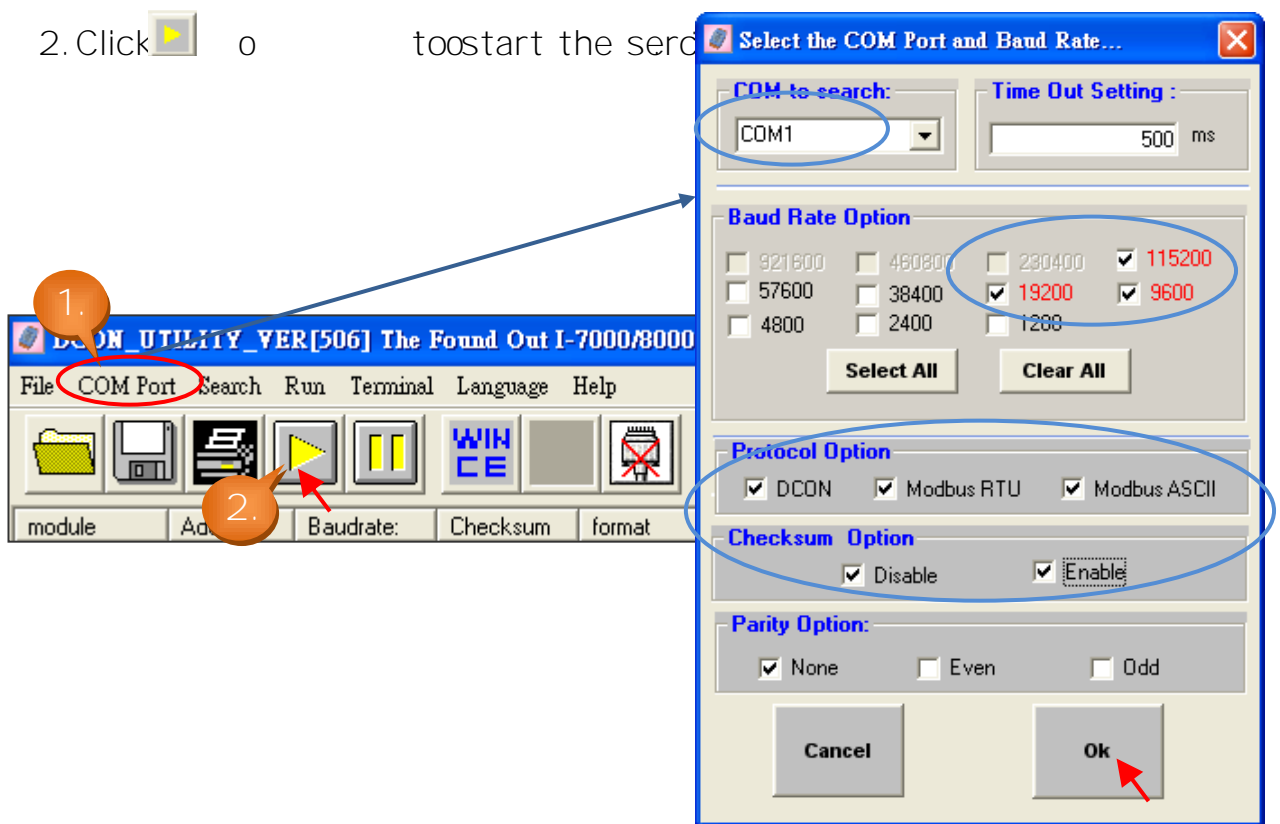 2. Click o toostart the serc
Select the COM Port and Baud Rate...
COM to search:
Time Out Setting :
COM1
500 ms
Baud Rate Option
921600 460800 230400 115200
57600 38400 19200 9600
4800 2400 1200
Select All Clear All
Protocol Option
DCON Modbus RTU Modbus ASCII
Checksum Option
Disable Enable
Parity Option:
None Even Odd
Cancel Ok
1.
DCON_UTILITY_VER[506] The Found Out I-7000/8000
File COM Port Search Run Terminal Language Help
WIN
CE
2.
module Baudrate: Checksum format